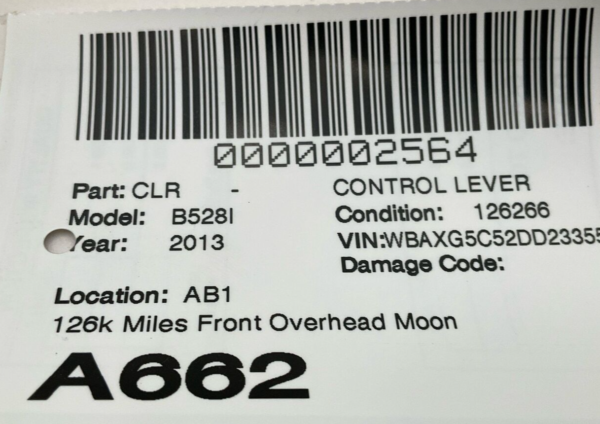 0000002564
Part: CLR - CONTROL LEVER
Model: B528I Condition: 126266
Year: 2013 VIN:WBAXG5C52DD23355
Damage Code:
Location: AB1
126k Miles Front Overhead Moon
A662